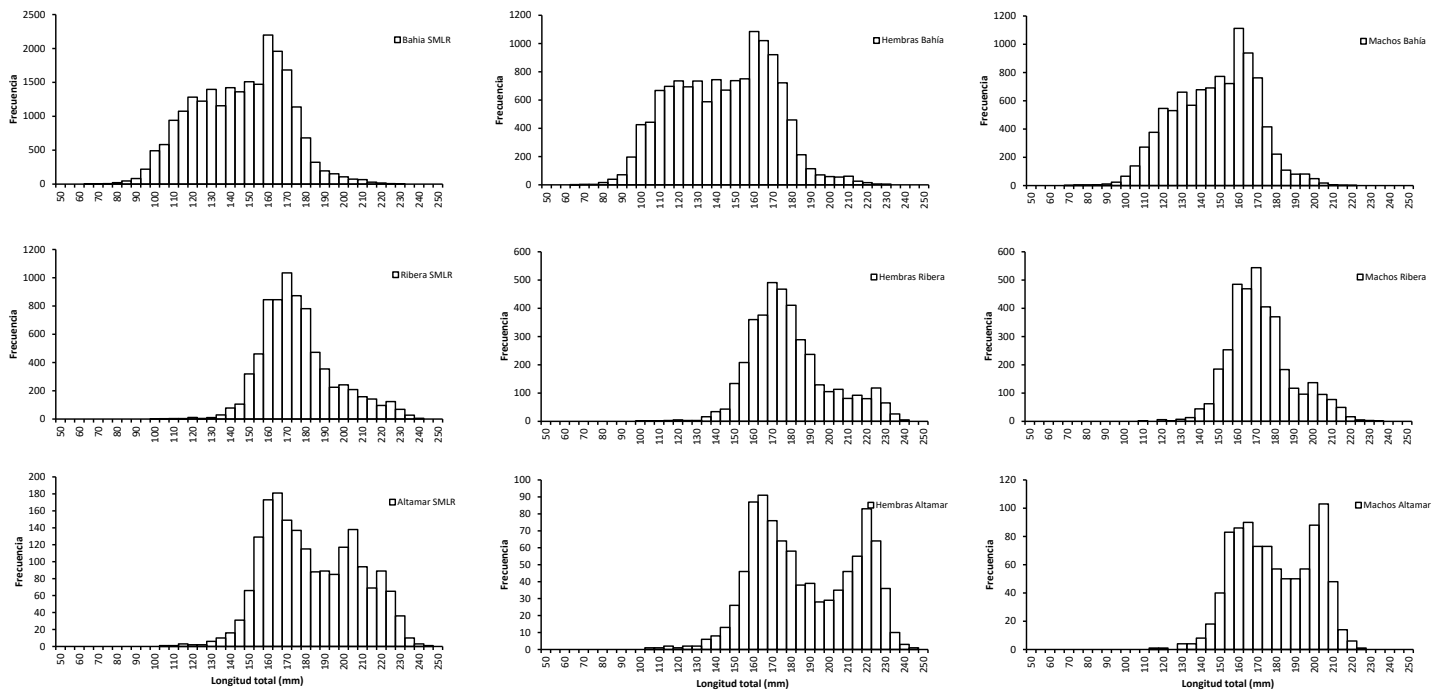 Frecuencia
2500
2000
1500
1000
500
0
Bahia SMLR
50 60 70 80 90 100 110 120 130 140 150 160 170 180 190 200 210 220 230 240 250
Frecuencia
1200
1000
800
600
400
200
0
Hembras Bahía
50 60 70 80 90 100 110 120 130 140 150 160 170 180 190 200 210 220 230 240 250
Frecuencia
1200
1000
800
600
400
200
0
Machos Bahía
50 60 70 80 90 100 110 120 130 140 150 160 170 180 190 200 210 220 230 240 250
Frecuencia
1200
1000
800
600
400
200
0
Ribera SMLR
50 60 70 80 90 100 110 120 130 140 150 160 170 180 190 200 210 220 230 240 250
Frecuencia
600
500
400
300
200
100
0
Hembras Ribera
50 60 70 80 90 100 110 120 130 140 150 160 170 180 190 200 210 220 230 240 250
Frecuencia
600
500
400
300
200
100
0
Machos Ribera
50 60 70 80 90 100 110 120 130 140 150 160 170 180 190 200 210 220 230 240 250
Frecuencia
200
180
160
140
120
100
80
60
40
20
0
Altamar SMLR
50 60 70 80 90 100 110 120 130 140 150 160 170 180 190 200 210 220 230 240 250
Longitud total (mm)
Frecuencia
100
90
80
70
60
50
40
30
20
10
0
Hembras Altamar
50 60 70 80 90 100 110 120 130 140 150 160 170 180 190 200 210 220 230 240 250
Longitud total (mm)
Frecuencia
120
100
80
60
40
20
0
Machos Altamar
50 60 70 80 90 100 110 120 130 140 150 160 170 180 190 200 210 220 230 240 250
Longitud total (mm)